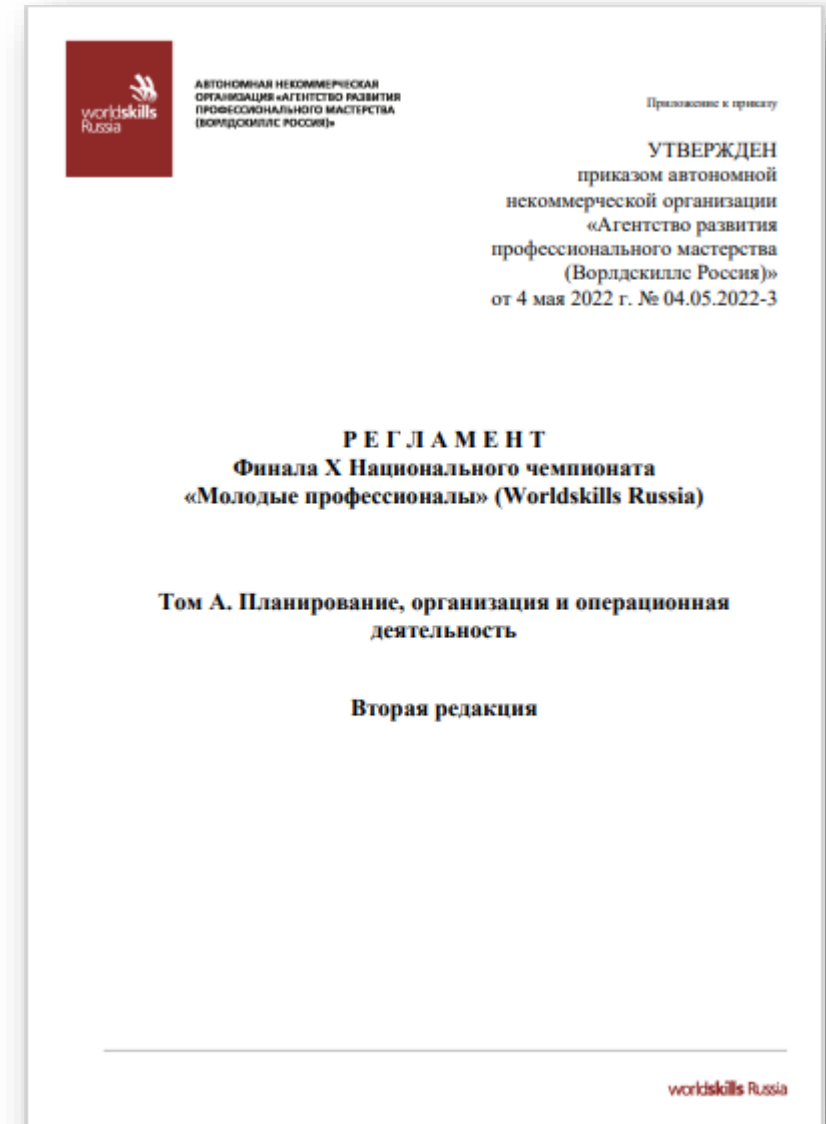 worldskills
Russia
АВТОНОМНАЯ НЕКОММЕРЧЕСКАЯ
ОРГАНИЗАЦИЯ «АГЕНТСТВО РАЗВИТИЯ
ПРОФЕССИОНАЛЬНОГО МАСТЕРСТВА
(ВОРЛДСКИЛЛС РОССИЯ)»
Приложение к приказу
УТВЕРЖДЕН
приказом автономной
некоммерческой организации
«Агентство развития
профессионального мастерства
(Ворлдскиллс Россия)»
от 4 мая 2022 г. № 04.05.2022-3
Р Е Г Л А М Е Н Т
Финала X Национального чемпионата
«Молодые профессионалы» (Worldskills Russia)
Том А. Планирование, организация и операционная
деятельность
Вторая редакция
worldskills Russia